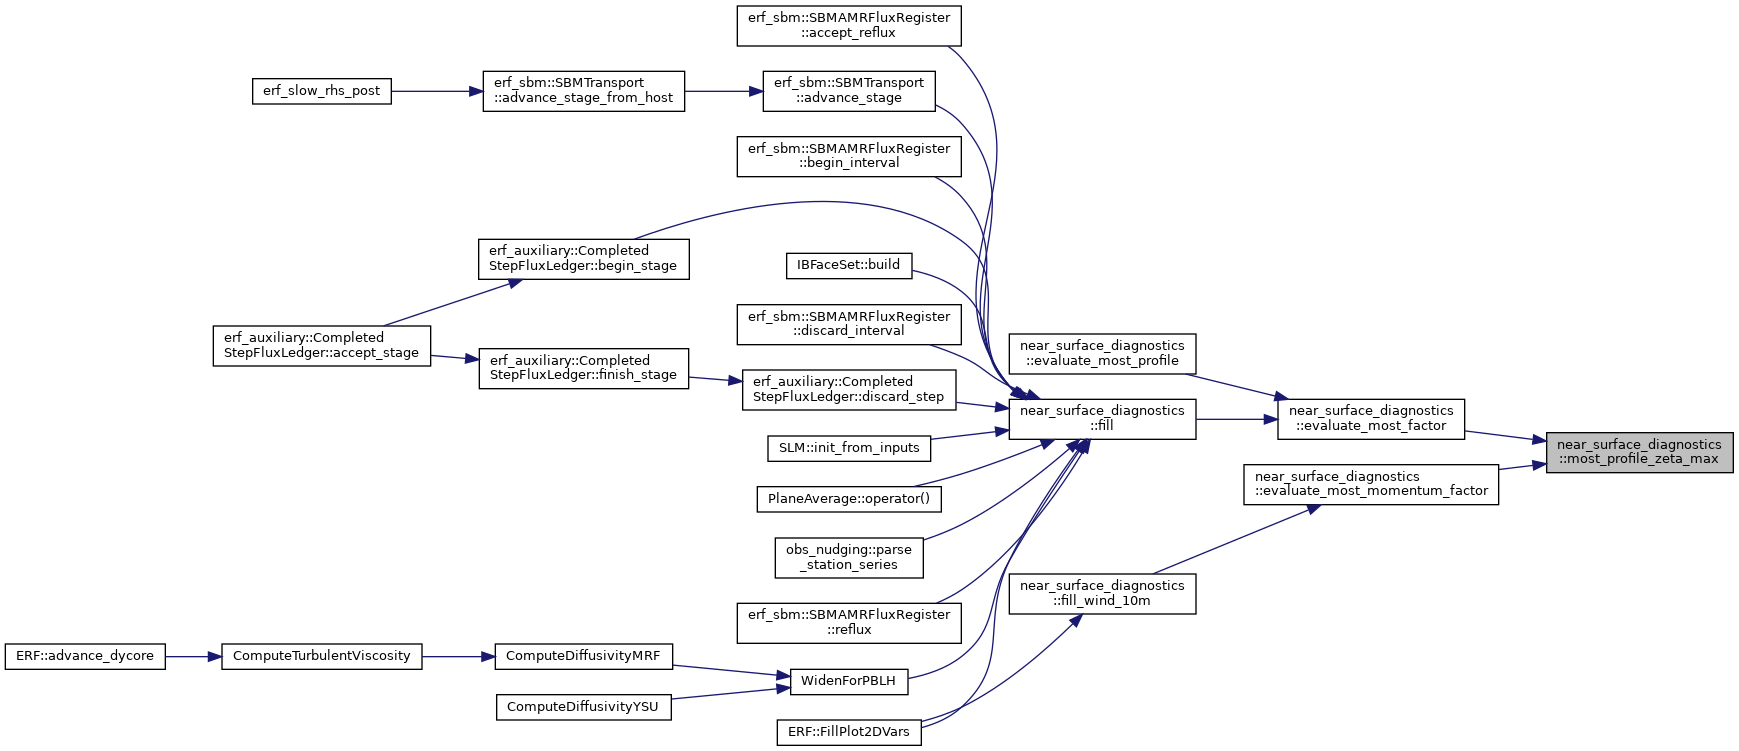 erf_sbm::SBMAMRFluxRegister
::accept_reflux
erf_slow_rhs_post
erf_sbm::SBMTransport
::advance_stage_from_host
erf_sbm::SBMTransport
::advance_stage
erf_sbm::SBMAMRFluxRegister
::begin_interval
erf_auxiliary::Completed
StepFluxLedger::begin_stage
IBFaceSet::build
erf_sbm::SBMAMRFluxRegister
::discard_interval
erf_auxiliary::Completed
StepFluxLedger::accept_stage
erf_auxiliary::Completed
StepFluxLedger::finish_stage
erf_auxiliary::Completed
StepFluxLedger::discard_step
near_surface_diagnostics
::evaluate_most_profile
near_surface_diagnostics
::fill
near_surface_diagnostics
::evaluate_most_factor
near_surface_diagnostics
::most_profile_zeta_max
SLM::init_from_inputs
near_surface_diagnostics
::evaluate_most_momentum_factor
PlaneAverage::operator()
obs_nudging::parse
_station_series
near_surface_diagnostics
::fill_wind_10m
erf_sbm::SBMAMRFluxRegister
::reflux
ERF::advance_dycore
ComputeTurbulentViscosity
ComputeDiffusivityMRF
WidenForPBLH
ComputeDiffusivityYSU
ERF::FillPlot2DVars